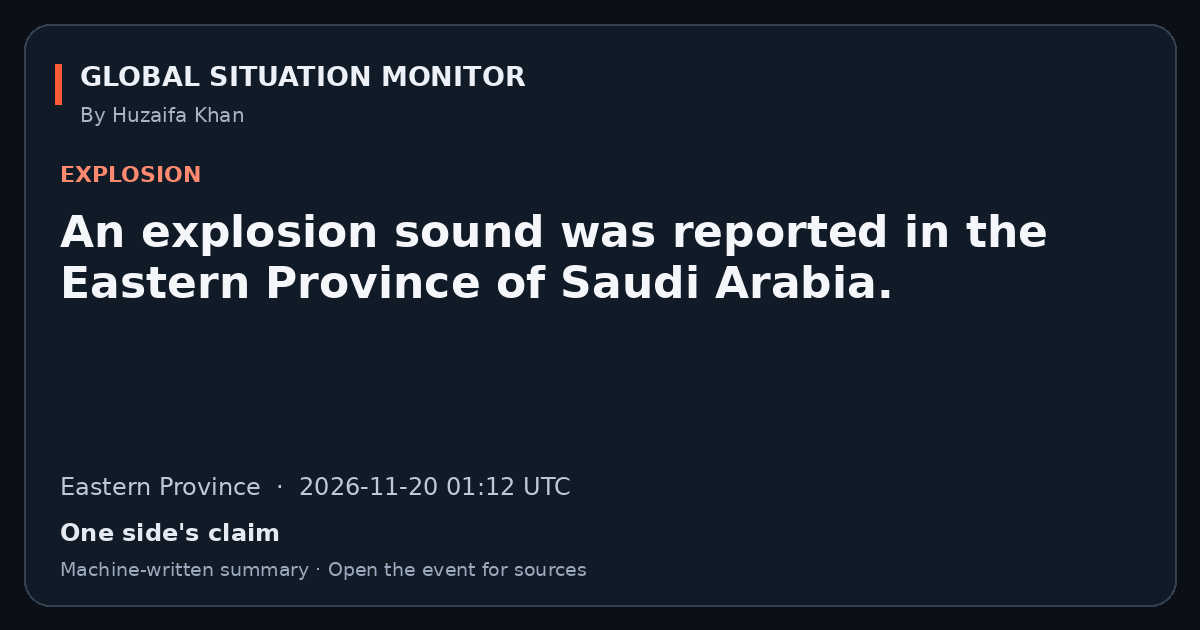 GLOBAL SITUATION MONITOR
By Huzaifa Khan
EXPLOSION
An explosion sound was reported in the
Eastern Province of Saudi Arabia.
Eastern Province · 2026-11-20 01:12 UTC
One side's claim
Machine-written summary · Open the event for sources